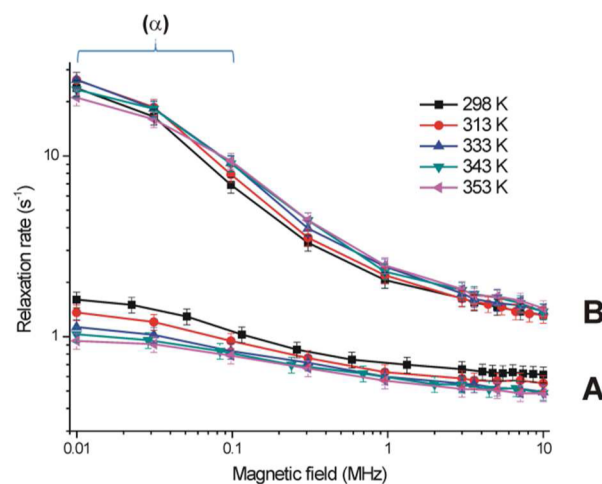 (α)
298 K
313 K
333 K
343 K
353 K
10
1
Relaxation rate (s⁻¹)
B
A
0.01 0.1 1 10
Magnetic field (MHz)